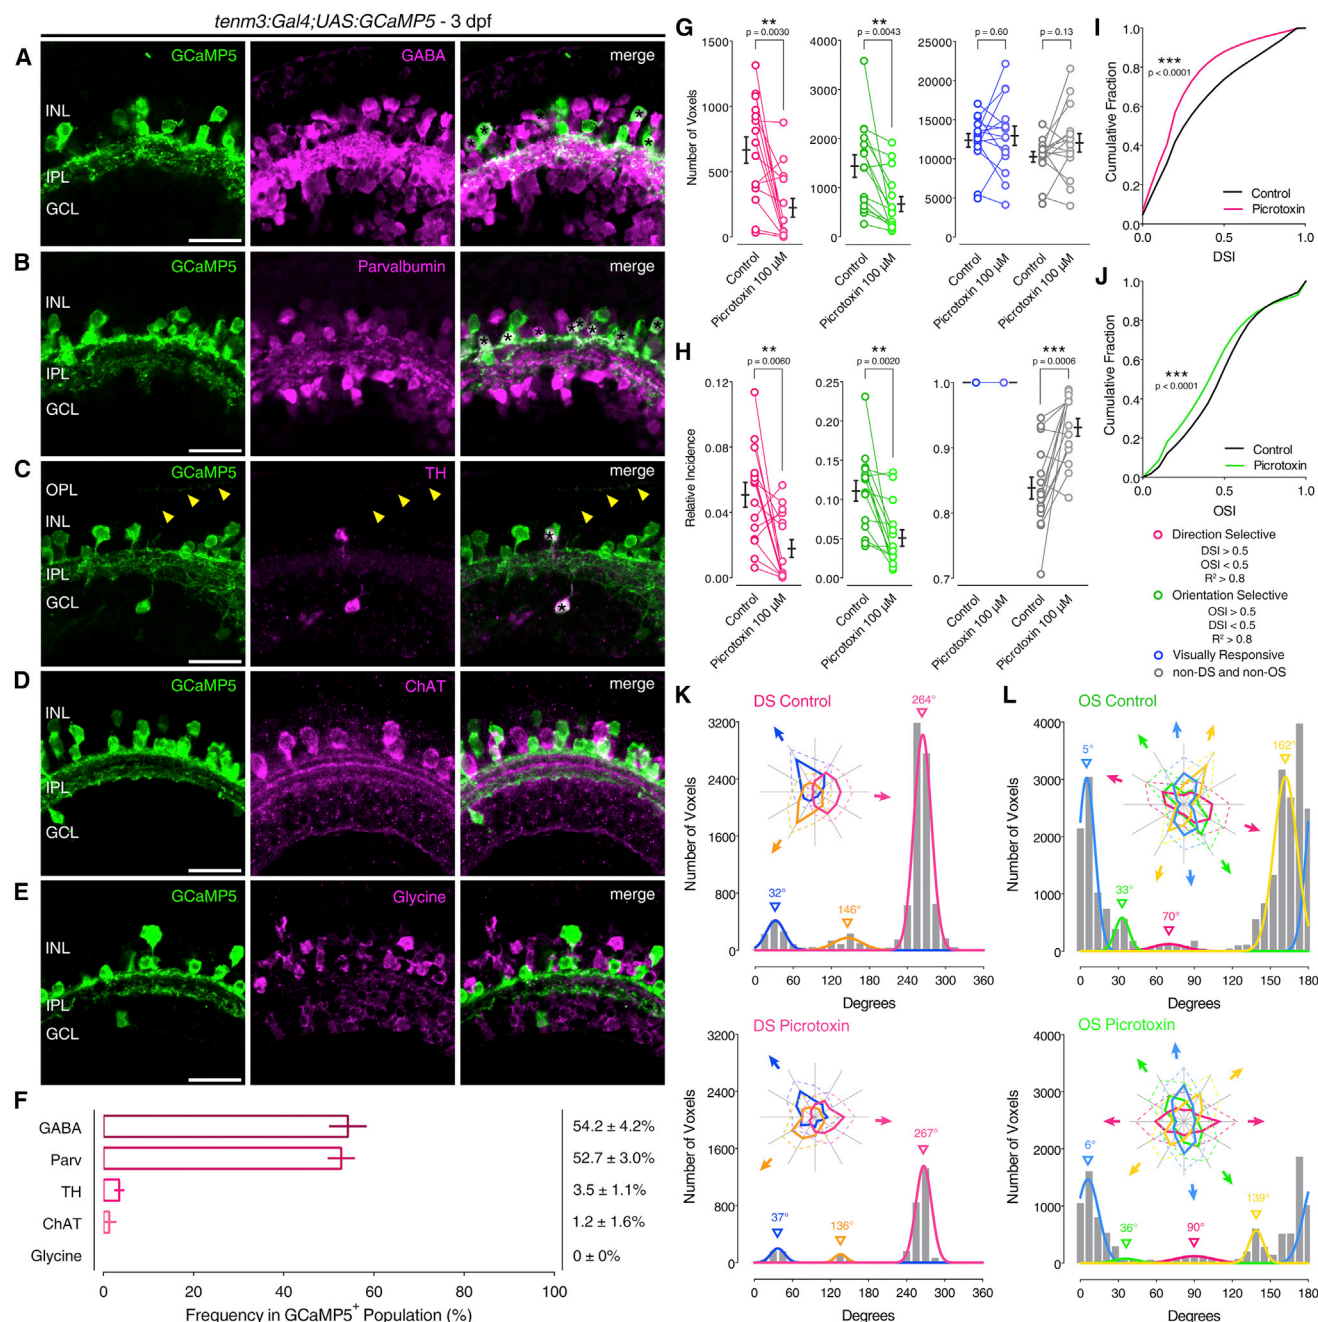 tenm3:Gal4;UAS:GCaMP5 - 3 dpf
A
GCaMP5
GABA
merge
INL
IPL
GCL
B
GCaMP5
Parvalbumin
merge
INL
IPL
GCL
C
GCaMP5
TH
merge
OPL
INL
IPL
GCL
D
GCaMP5
ChAT
merge
INL
IPL
GCL
E
GCaMP5
Glycine
merge
INL
IPL
GCL
F
GABA
54.2 ± 4.2%
Parv
52.7 ± 3.0%
TH
3.5 ± 1.1%
ChAT
1.2 ± 1.6%
Glycine
0 ± 0%
0 20 40 60 80 100
Frequency in GCaMP5+ Population (%)
G
** p = 0.0030
** p = 0.0043
p = 0.60
p = 0.13
Number of Voxels
1500
1000
500
0
4000
3000
2000
1000
0
25000
20000
15000
10000
5000
0
Control
Picrotoxin 100 μM
Control
Picrotoxin 100 μM
Control
Picrotoxin 100 μM
Control
Picrotoxin 100 μM
H
** p = 0.0060
** p = 0.0020
*** p = 0.0006
Relative Incidence
0.12
0.08
0.04
0.00
0.25
0.20
0.15
0.10
0.05
0.00
1.0
0.9
0.8
0.7
Control
Picrotoxin 100 μM
Control
Picrotoxin 100 μM
Control
Picrotoxin 100 μM
Control
Picrotoxin 100 μM
I
*** p < 0.0001
Cumulative Fraction
1.0
0.8
0.6
0.4
0.2
0.0
Control
Picrotoxin
0.0 0.5 1.0
DSI
J
*** p < 0.0001
Cumulative Fraction
1.0
0.8
0.6
0.4
0.2
0.0
Control
Picrotoxin
0.0 0.5 1.0
OSI
Direction Selective
DSI > 0.5
OSI < 0.5
R² > 0.8
Orientation Selective
OSI > 0.5
DSI < 0.5
R² > 0.8
Visually Responsive
non-DS and non-OS
K
DS Control
264°
32°
146°
Number of Voxels
3200
2400
1600
800
0
0 60 120 180 240 300 360
Degrees
DS Picrotoxin
267°
37°
136°
Number of Voxels
3200
2400
1600
800
0
0 60 120 180 240 300 360
Degrees
L
OS Control
5°
162°
33°
70°
Number of Voxels
4000
3000
2000
1000
0
0 30 60 90 120 150 180
Degrees
OS Picrotoxin
6°
139°
36°
90°
Number of Voxels
4000
3000
2000
1000
0
0 30 60 90 120 150 180
Degrees